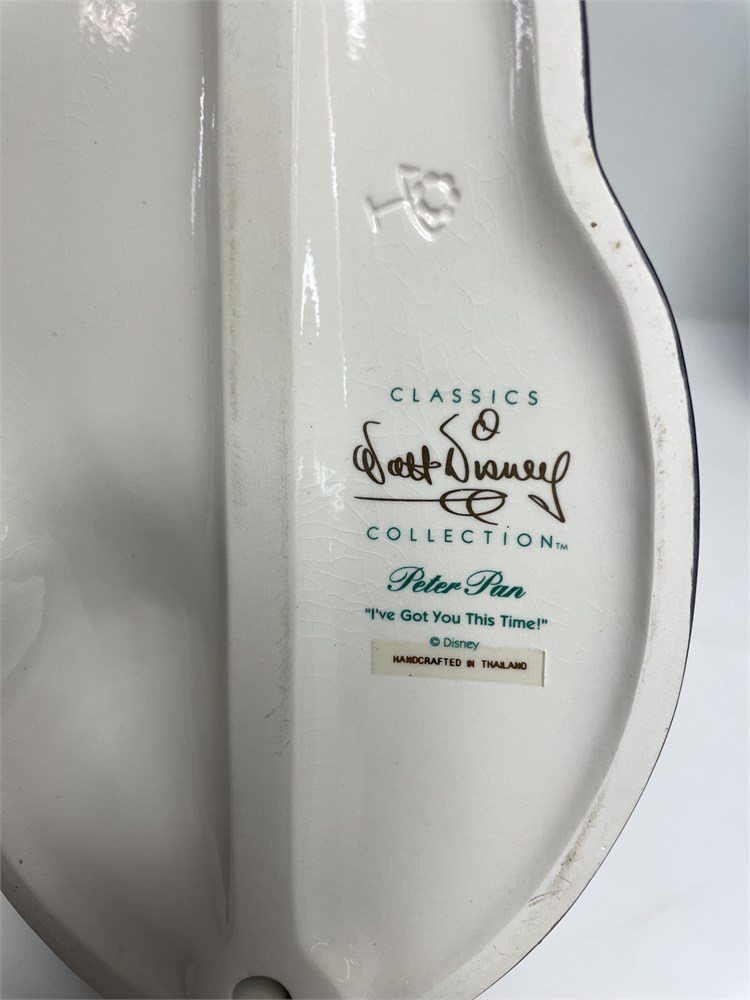 CLASSICS
Walt Disney
COLLECTION™
Peter Pan
"I've Got You This Time!"
© Disney
HANDCRAFTED IN THAILAND